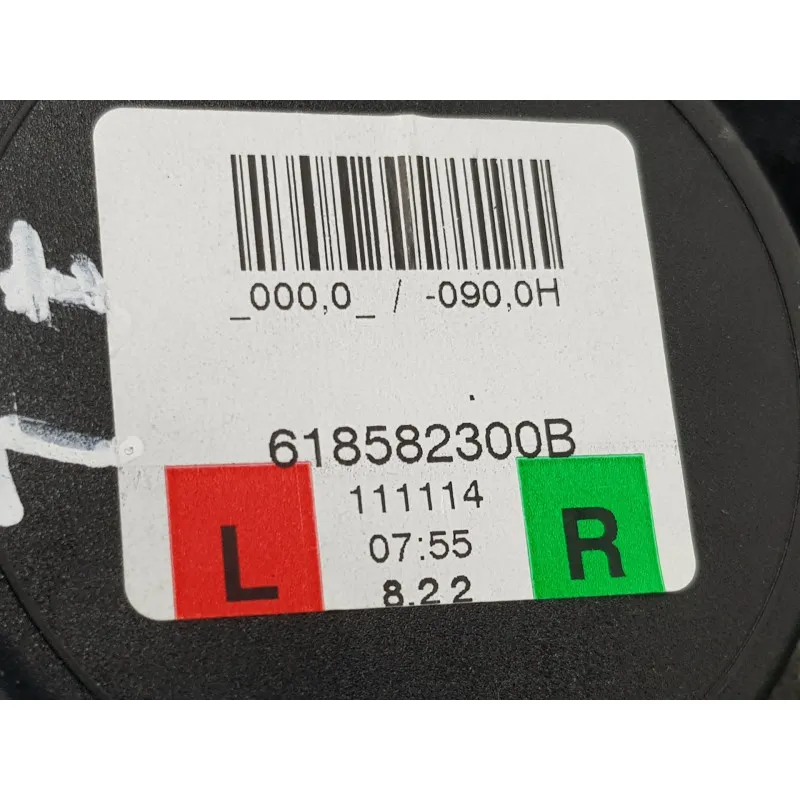 _000,0_ / -090,0H
618582300B
111114
07:55
8.2 2
L
R